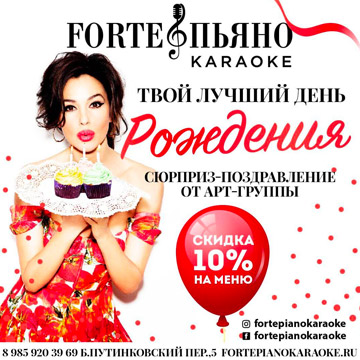 FORTEПЬЯНО
KARAOKE
ТВОЙ ЛУЧШИЙ ДЕНЬ
Рождения
СЮРПРИЗ-ПОЗДРАВЛЕНИЕ
ОТ АРТ-ГРУППЫ
СКИДКА
10%
НА МЕНЮ
fortepianokaraoke
fortepianokaraoke
8 985 920 39 69 Б.ПУТИНКОВСКИЙ ПЕР.,5 FORTEPIANOKARAOKE.RU